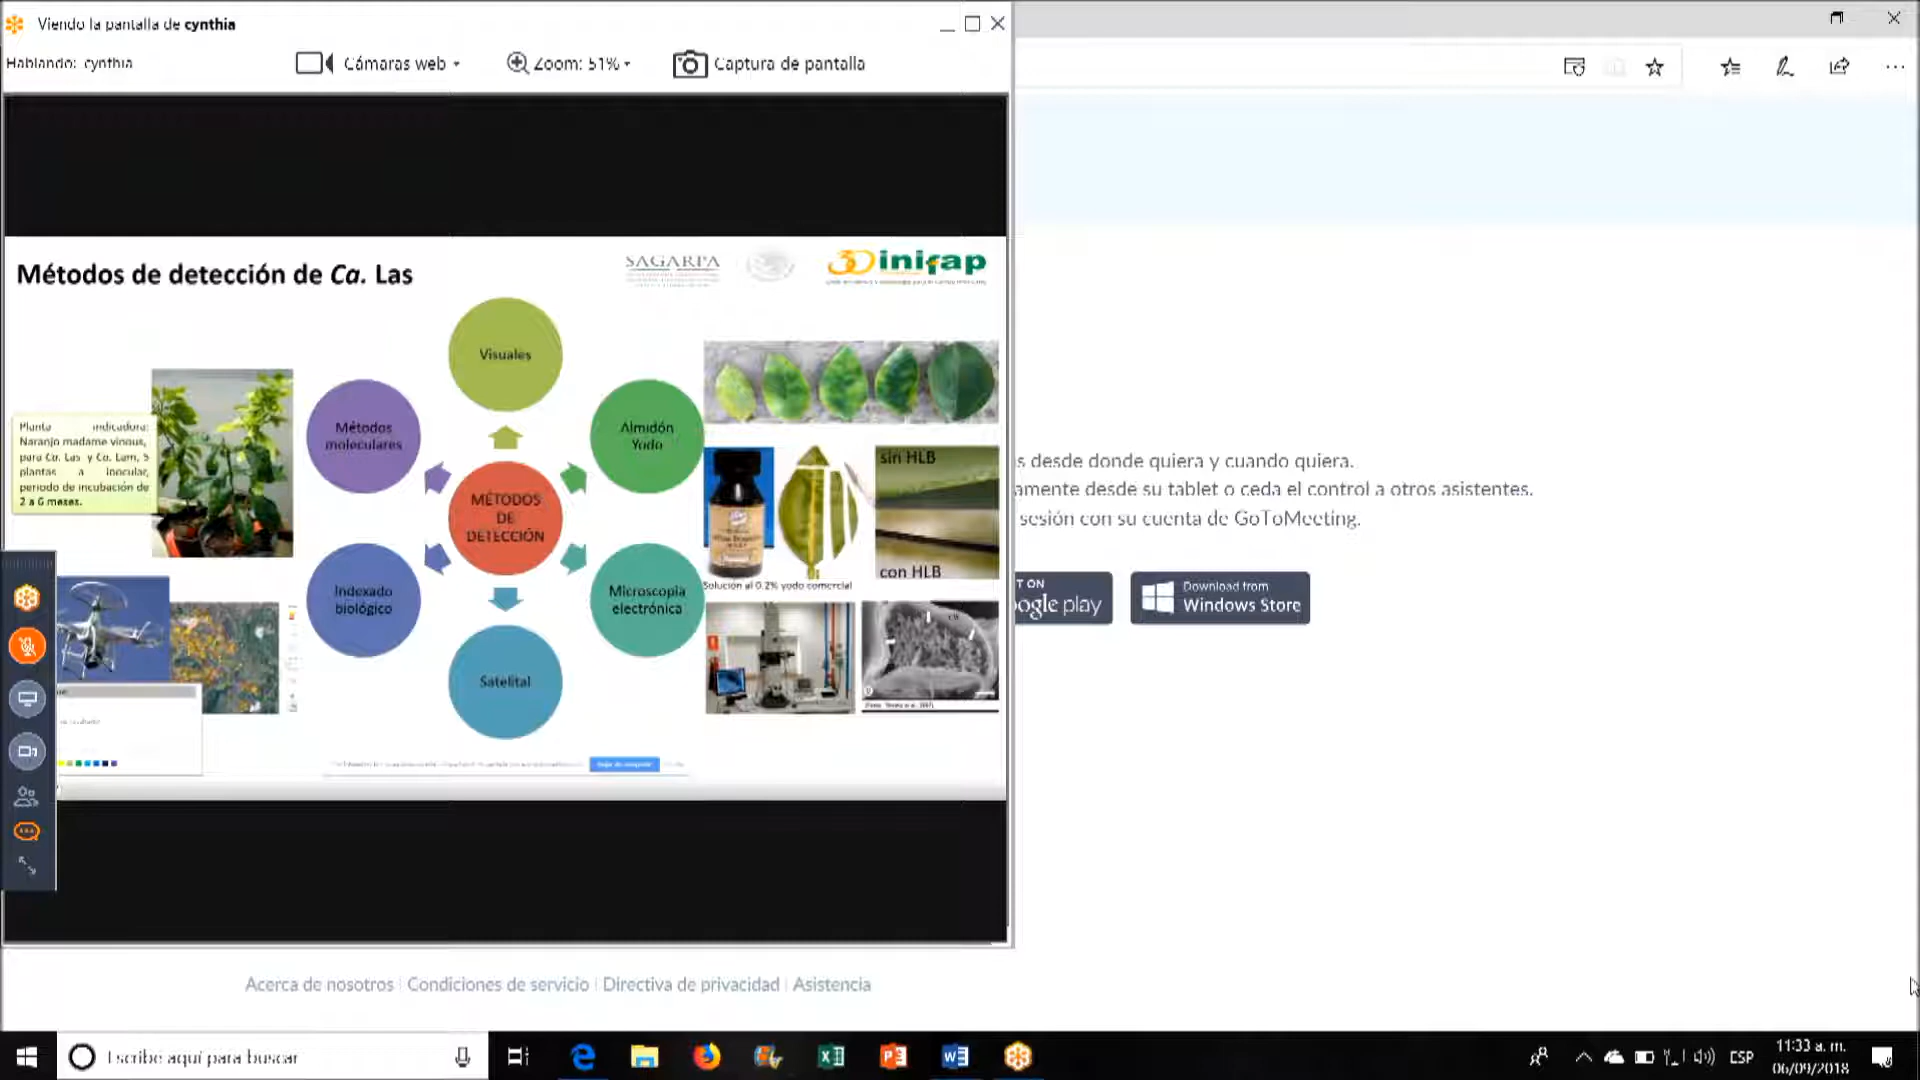 Viendo la pantalla de cynthia
Hablando: cynthia
Cámaras web
Zoom: 51%
Captura de pantalla
Métodos de detección de Ca. Las
SAGARPA
30 inifap
Visuales
Métodos
moleculares
Almidón
Yodo
MÉTODOS
DE
DETECCIÓN
Indexado
biológico
Microscopia
electrónica
Satelital
Planta indicadora:
Naranjo madame vinous,
para Ca. Las y Ca. Lam, 5
plantas a inocular,
periodo de incubación de
2 a 6 meses.
sin HLB
con HLB
Solución al 0.2% yodo comercial
s desde donde quiera y cuando quiera.
amente desde su tablet o ceda el control a otros asistentes.
sesión con su cuenta de GoToMeeting.
T ON
ogle play
Download from
Windows Store
Acerca de nosotros | Condiciones de servicio | Directiva de privacidad | Asistencia
Escribe aquí para buscar
ESP
11:33 a. m.
06/09/2018